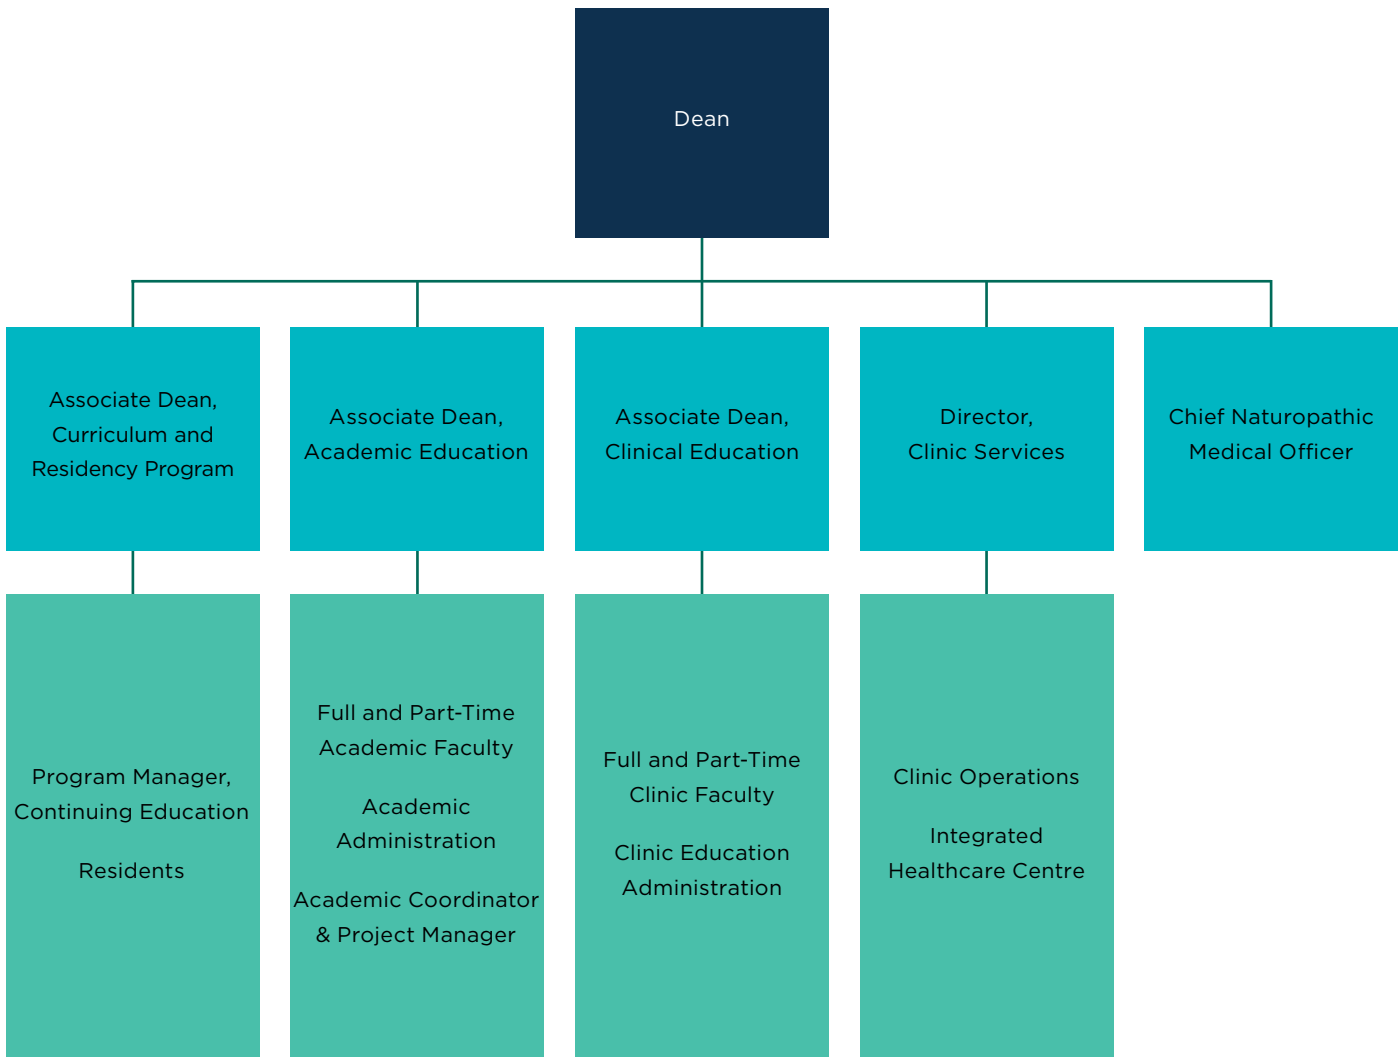 Dean
Associate Dean,
Curriculum and
Residency Program
Associate Dean,
Academic Education
Associate Dean,
Clinical Education
Director,
Clinic Services
Chief Naturopathic
Medical Officer
Program Manager,
Continuing Education
Residents
Full and Part-Time
Academic Faculty
Academic
Administration
Academic Coordinator
& Project Manager
Full and Part-Time
Clinic Faculty
Clinic Education
Administration
Clinic Operations
Integrated
Healthcare Centre